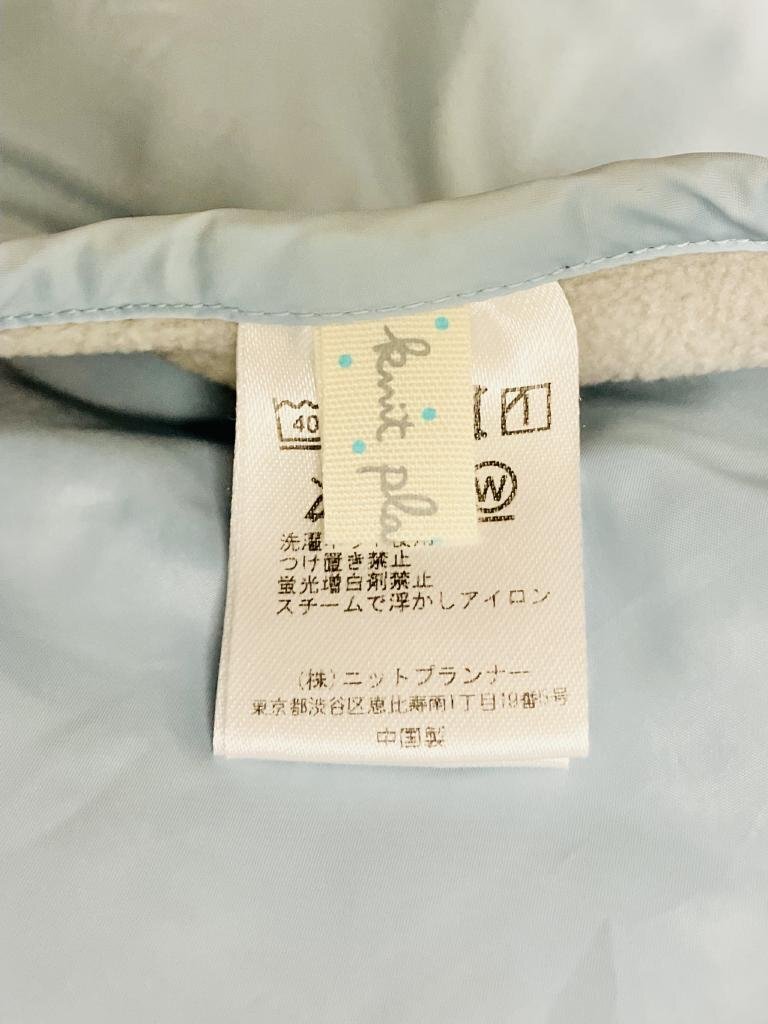 knit pla
40
W
洗濯ネット使用
つけ置き禁止
蛍光増白剤禁止
スチームで浮かしアイロン
(株)ニットプランナー
東京都渋谷区恵比寿南1丁目19番5号
中国製